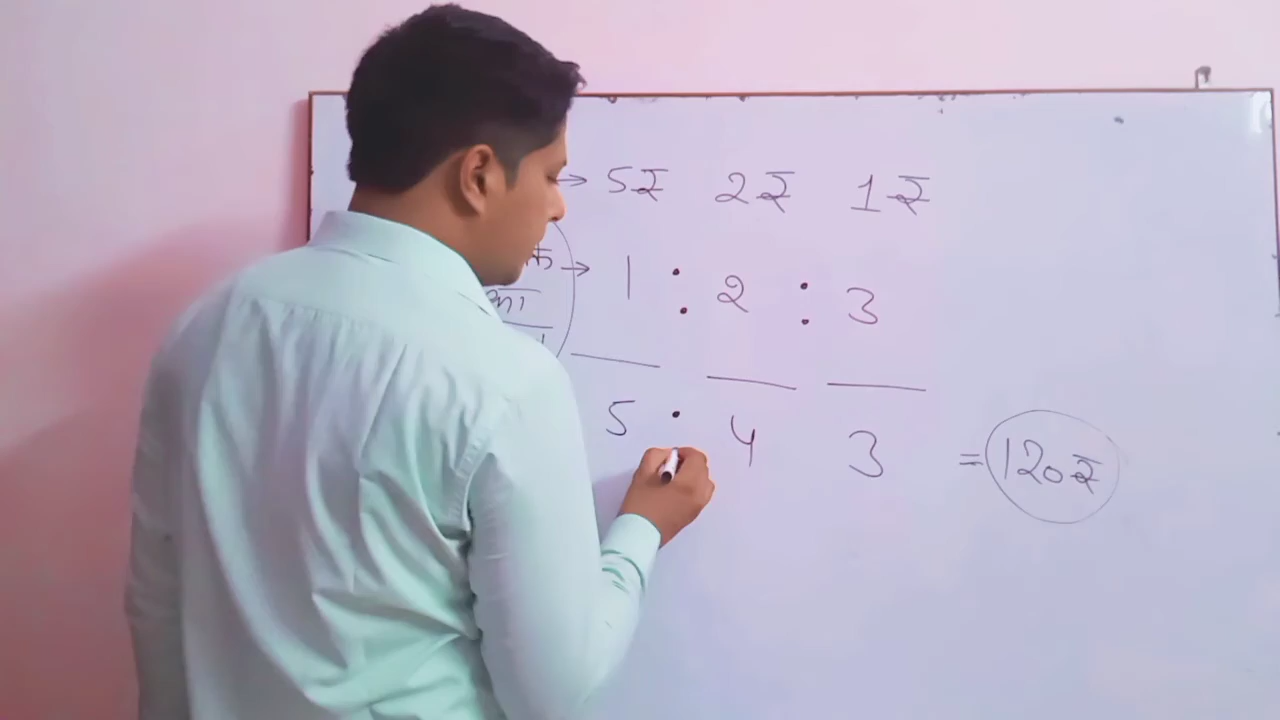 → 5रू 2रू 1रू
→ 1 : 2 : 3
5 · 4 3 = 120रू